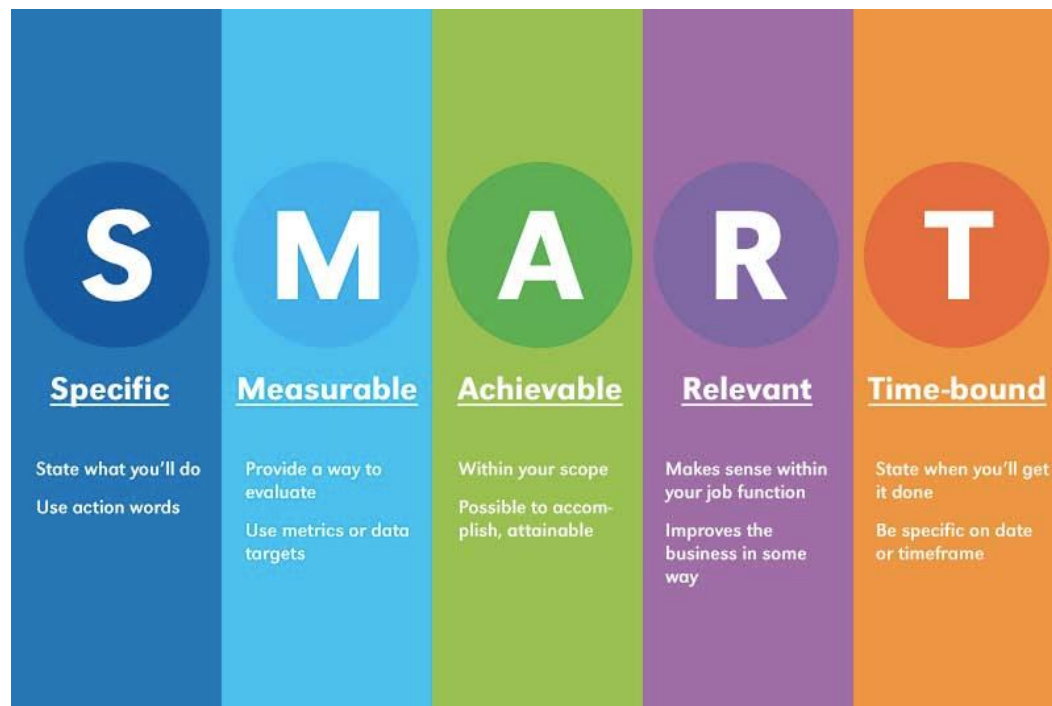 S
M
A
R
T
Specific
Measurable
Achievable
Relevant
Time-bound
State what you'll do
Use action words
Provide a way to
evaluate
Use metrics or data
targets
Within your scope
Possible to accom-
plish, attainable
Makes sense within
your job function
Improves the
business in some
way
State when you'll get
it done
Be specific on date
or timeframe